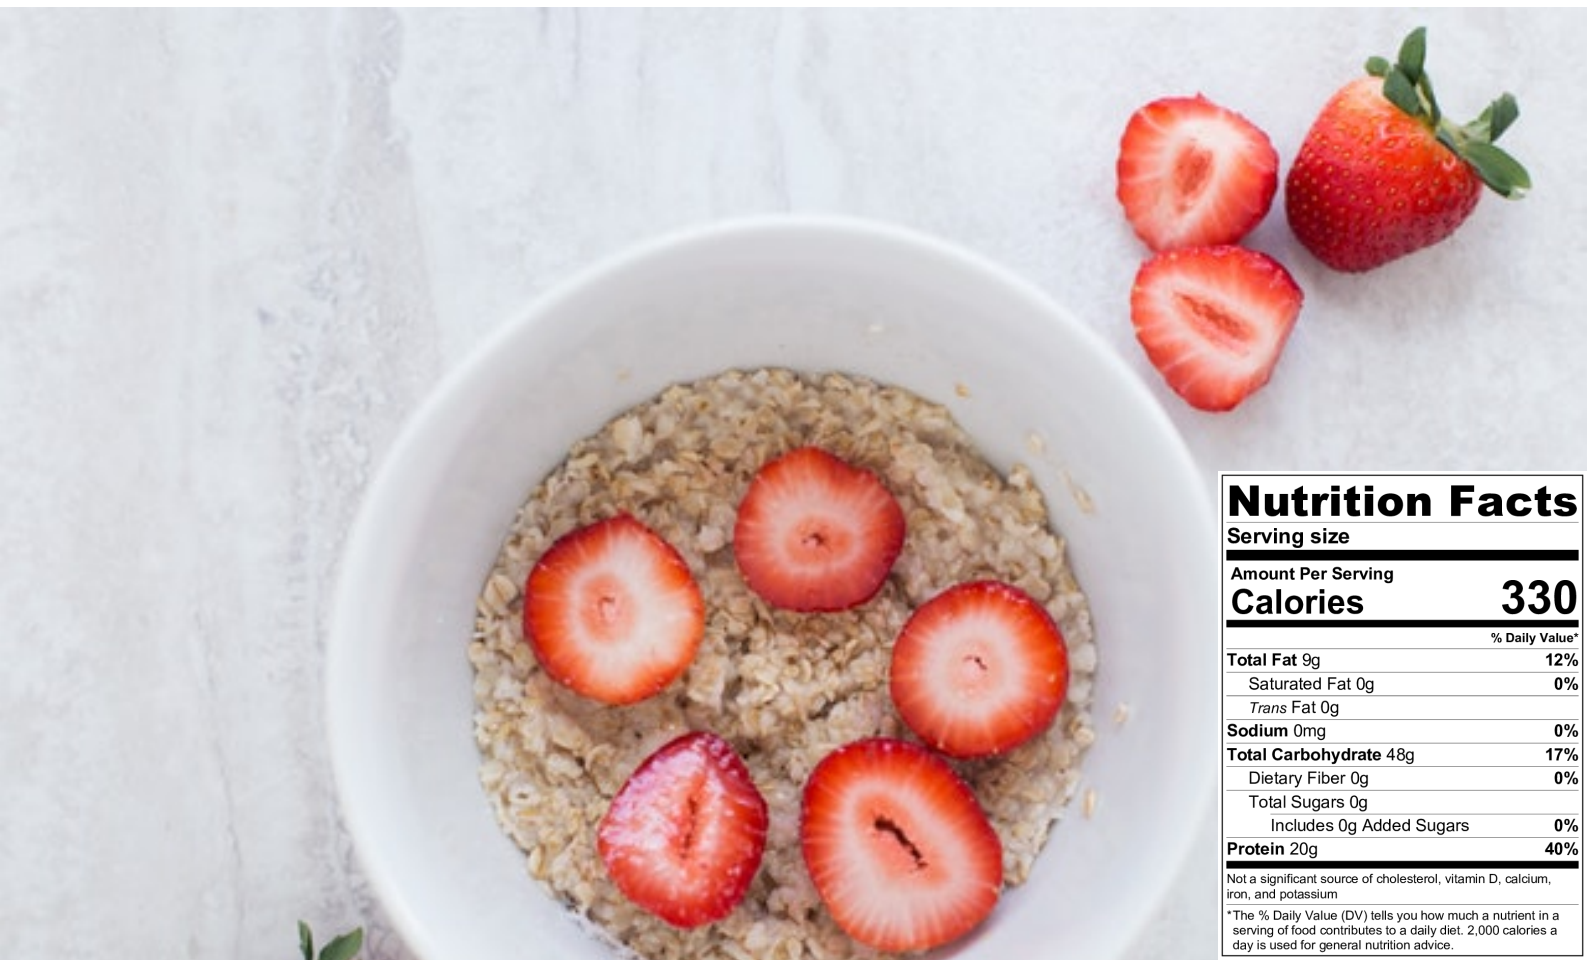 Nutrition Facts
Serving size
Amount Per Serving
Calories 330
% Daily Value*
Total Fat 9g 12%
Saturated Fat 0g 0%
Trans Fat 0g
Sodium 0mg 0%
Total Carbohydrate 48g 17%
Dietary Fiber 0g 0%
Total Sugars 0g
Includes 0g Added Sugars 0%
Protein 20g 40%
Not a significant source of cholesterol, vitamin D, calcium,
iron, and potassium
*The % Daily Value (DV) tells you how much a nutrient in a
serving of food contributes to a daily diet. 2,000 calories a
day is used for general nutrition advice.